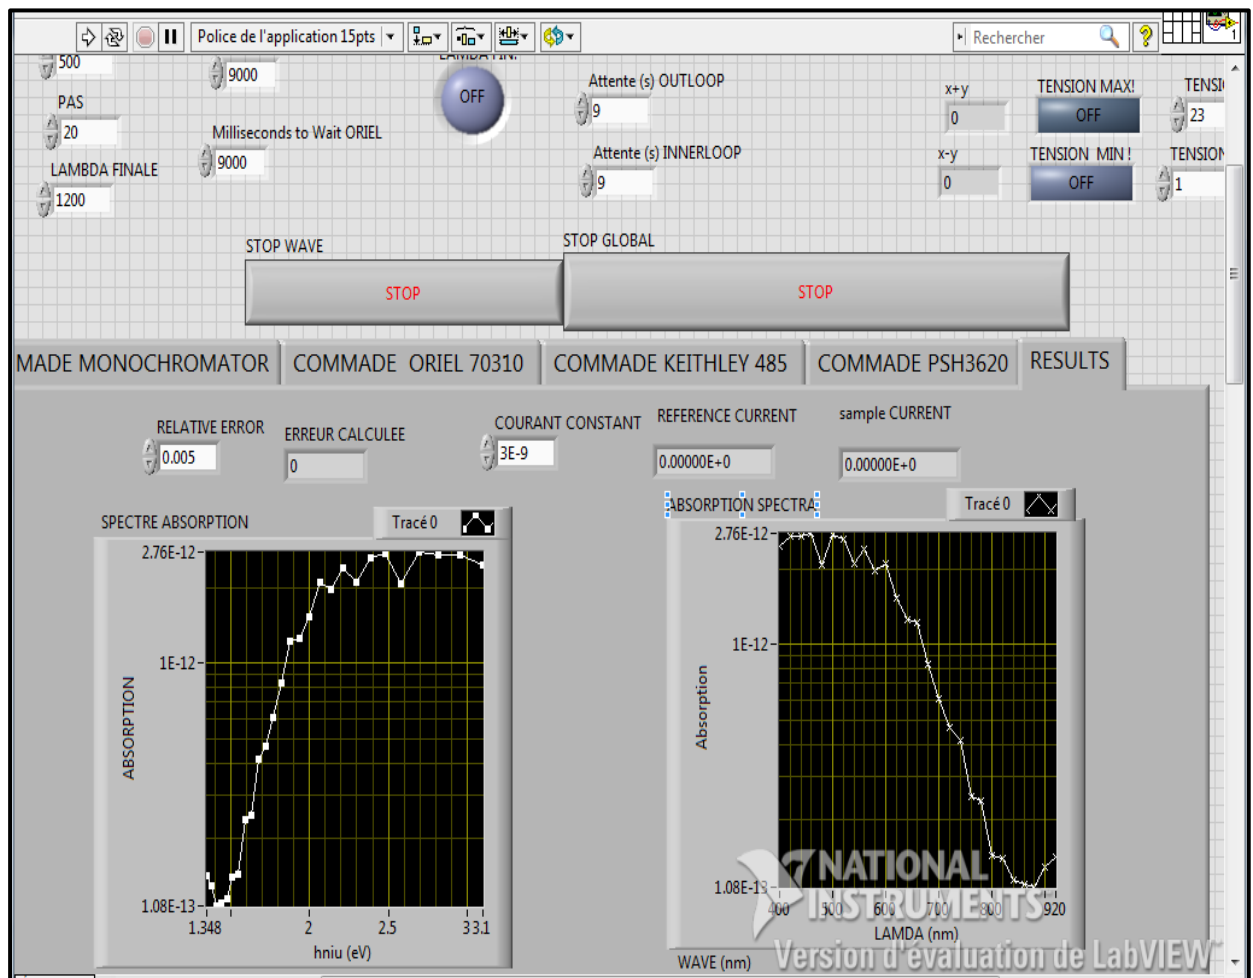 Police de l'application 15pts
Rechercher
1
500
9000
LAMBDA FIN!
OFF
Attente (s) OUTLOOP
9
x+y
0
TENSION MAX!
OFF
TENSI
23
PAS
20
Milliseconds to Wait ORIEL
9000
Attente (s) INNERLOOP
9
x-y
0
TENSION MIN !
OFF
TENSION
1
LAMBDA FINALE
1200
STOP WAVE
STOP
STOP GLOBAL
STOP
MADE MONOCHROMATOR
COMMADE ORIEL 70310
COMMADE KEITHLEY 485
COMMADE PSH3620
RESULTS
RELATIVE ERROR
0.005
ERREUR CALCULEE
0
COURANT CONSTANT
3E-9
REFERENCE CURRENT
0.00000E+0
sample CURRENT
0.00000E+0
SPECTRE ABSORPTION
Tracé 0
2.76E-12
1E-12
1.08E-13
ABSORPTION
1.348 2 2.5 3 3.1
hniu (eV)
ABSORPTION SPECTRA
Tracé 0
2.76E-12
1E-12
1.08E-13
Absorption
400 500 600 700 800 920
LAMDA (nm)
WAVE (nm)
NATIONAL
INSTRUMENTS
Version d'évaluation de LabVIEW